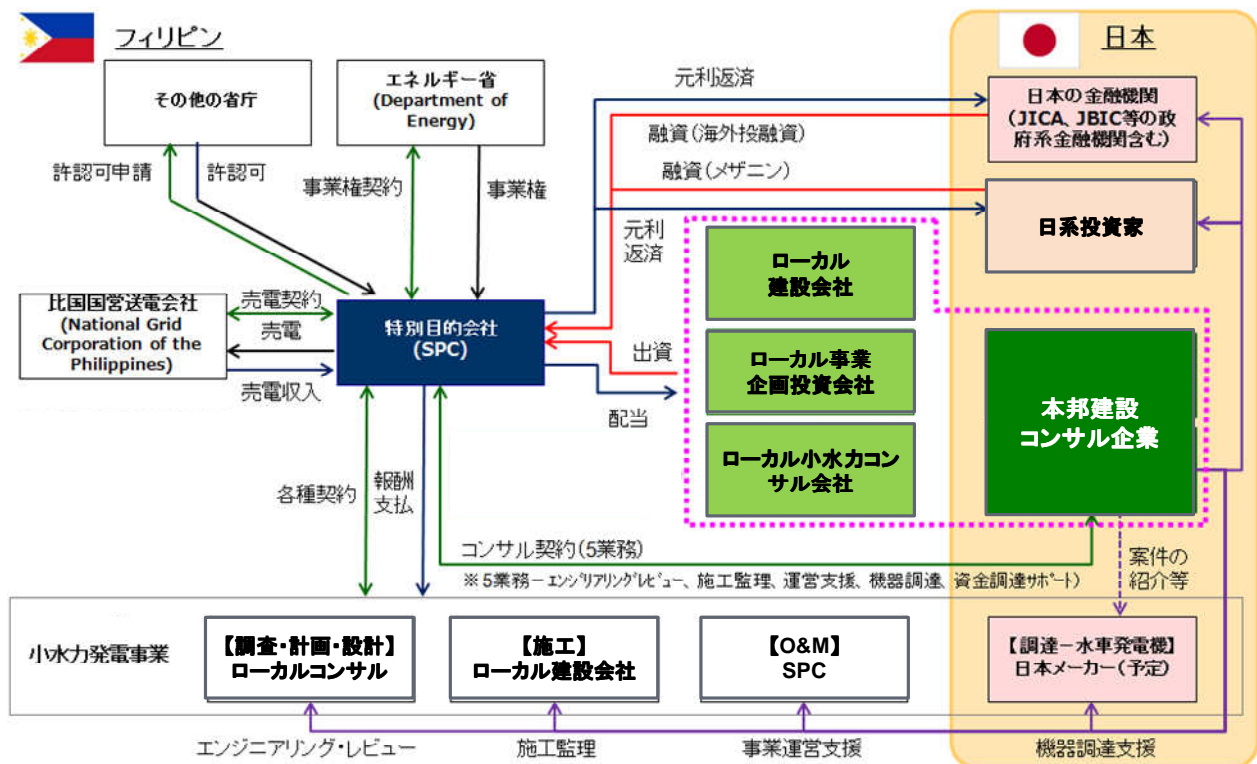 フィリピン
日本
その他の省庁
エネルギー省
(Department of
Energy)
元利返済
日本の金融機関
(JICA、JBIC等の政
府系金融機関含む)
融資(海外投融資)
融資(メザニン)
許認可申請
許認可
事業権契約
事業権
日系投資家
元利
返済
ローカル
建設会社
比国国営送電会社
(National Grid
Corporation of the
Philippines)
売電契約
売電
売電収入
特別目的会社
(SPC)
出資
配当
ローカル事業
企画投資会社
本邦建設
コンサル企業
ローカル小水力コン
サル会社
各種契約
報酬
支払
コンサル契約(5業務)
※5業務-エンジリアリングレビュー、施工監理、運営支援、機器調達、資金調達サポート)
案件の
紹介等
小水力発電事業
【調査・計画・設計】
ローカルコンサル
【施工】
ローカル建設会社
【O&M】
SPC
【調達-水車発電機】
日本メーカー(予定)
エンジニアリング・レビュー
施工監理
事業運営支援
機器調達支援